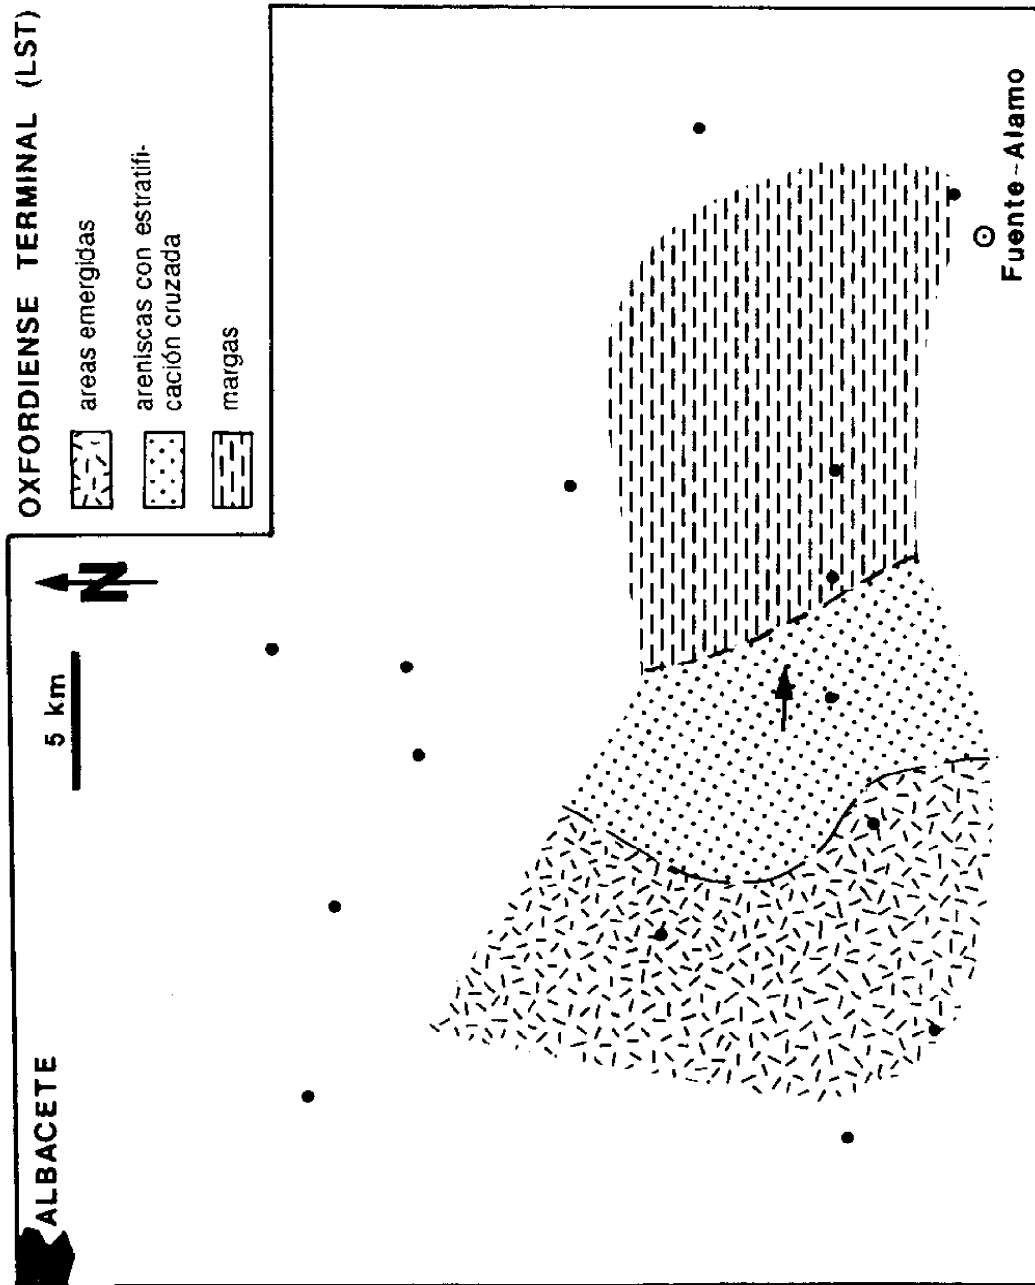 OXFORDIENSE TERMINAL (LST)
areas emergidas
areniscas con estratifi-
cación cruzada
margas
ALBACETE
5 km
N
Fuente-Alamo